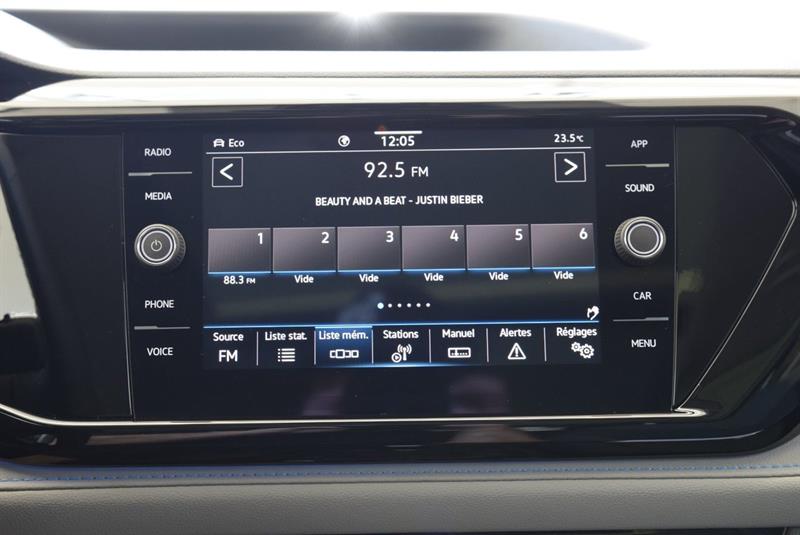 RADIO
MEDIA
PHONE
VOICE
Eco 12:05 23.5°C
92.5 FM
BEAUTY AND A BEAT - JUSTIN BIEBER
1 2 3 4 5 6
88.3 FM Vide Vide Vide Vide Vide
Source Liste stat. Liste mém. Stations Manuel Alertes Réglages
FM
APP
SOUND
CAR
MENU